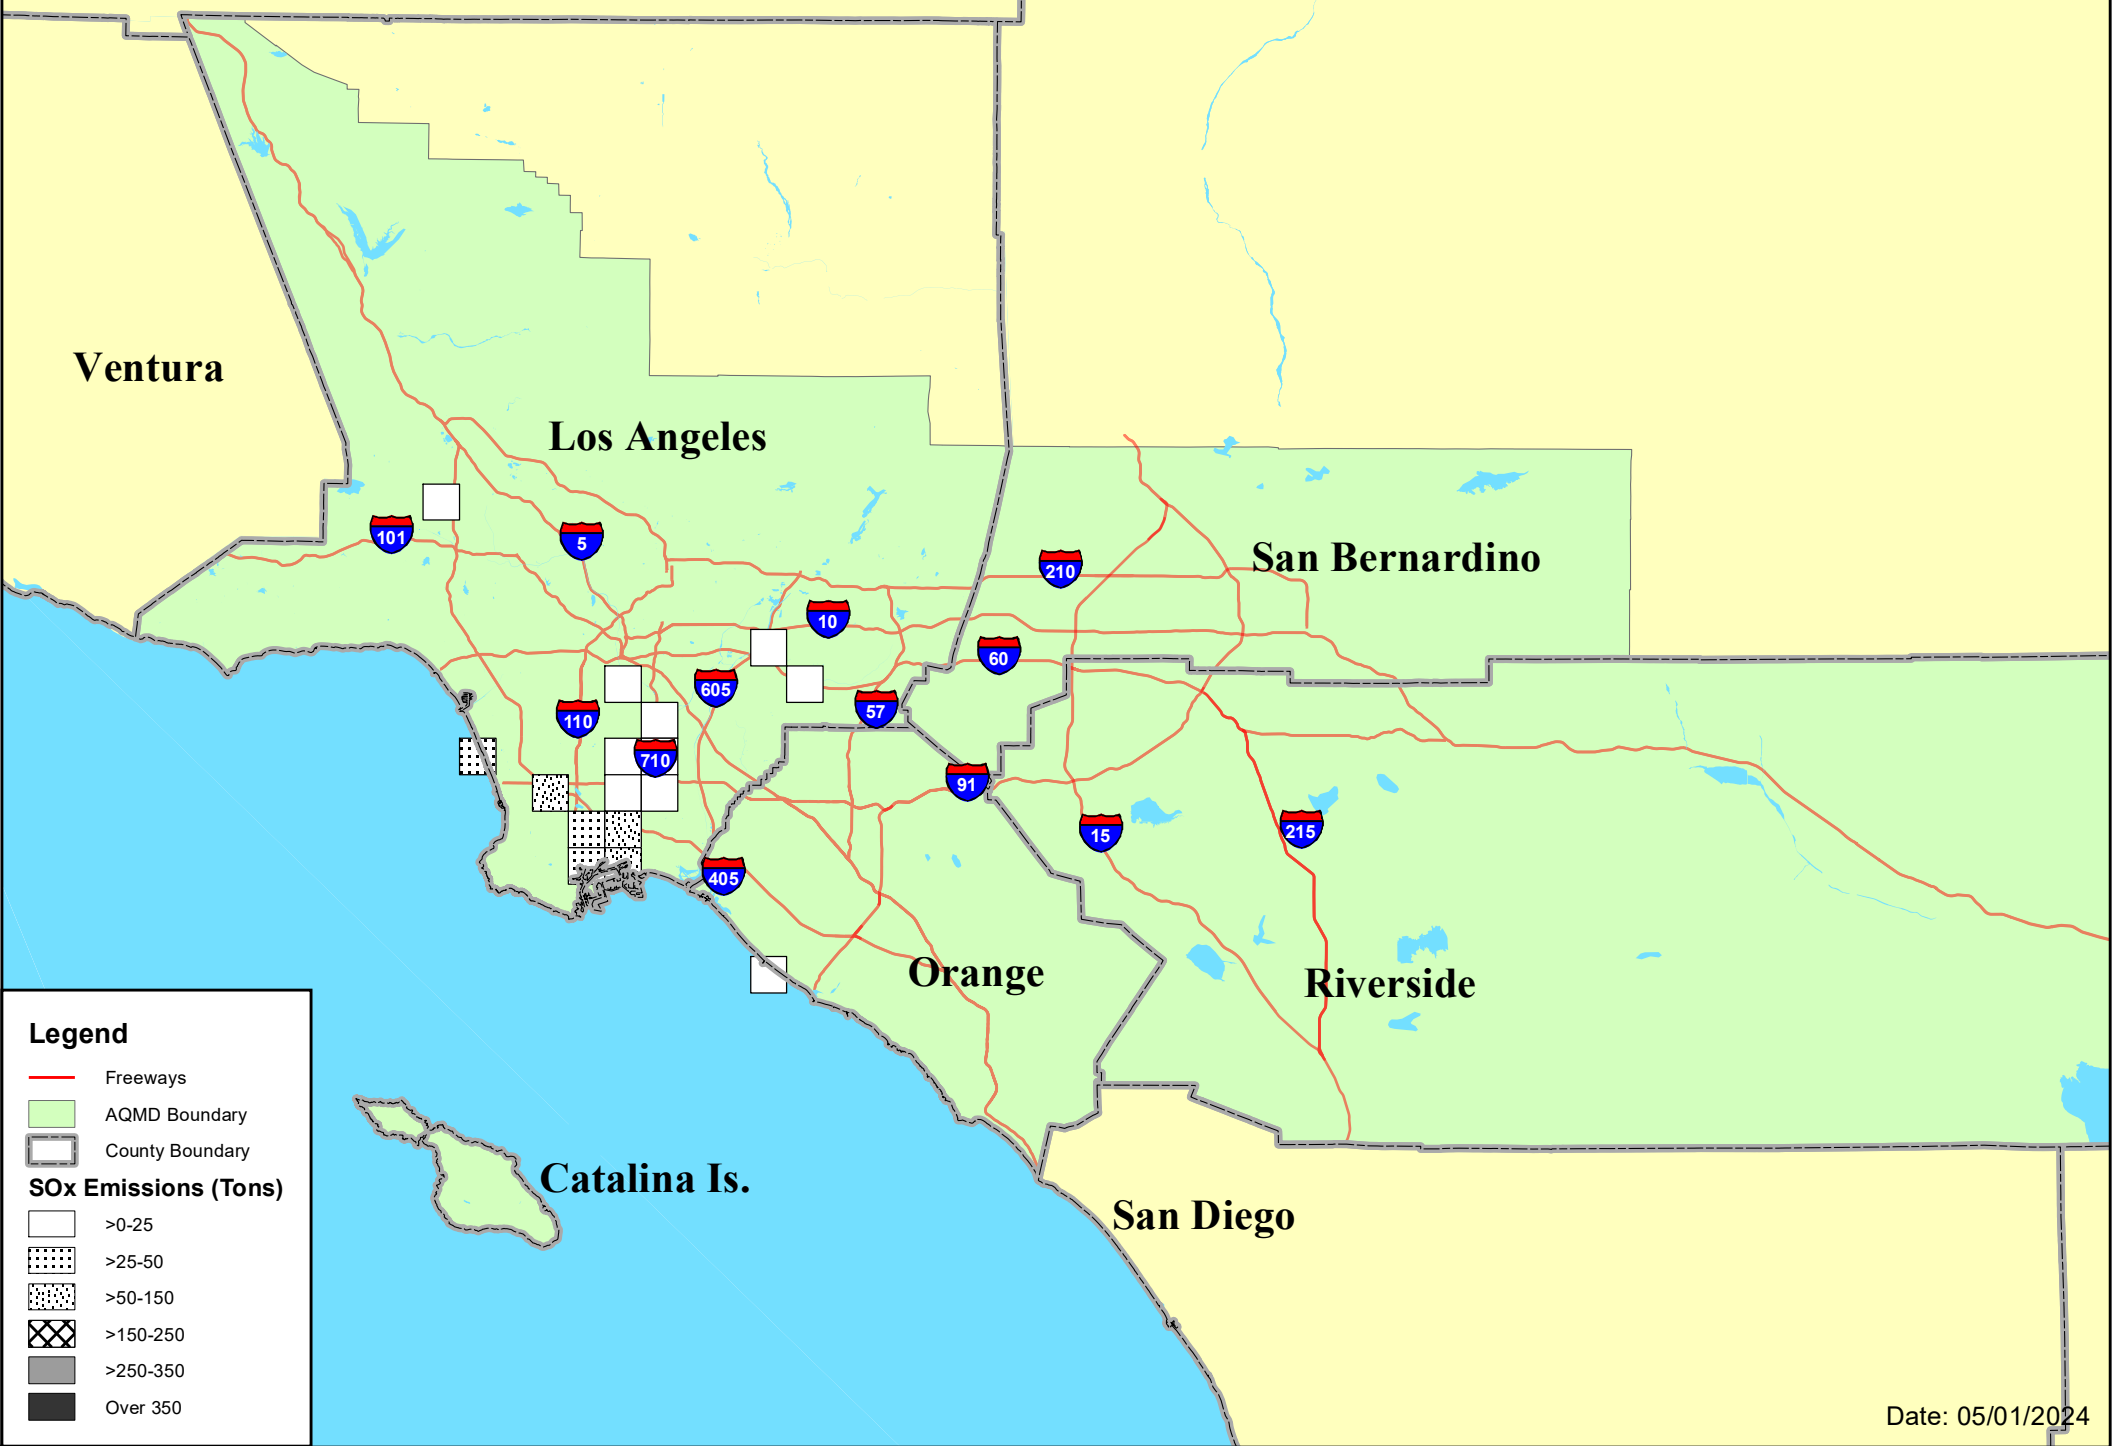 Ventura
Los Angeles
101
5
210
San Bernardino
10
60
605
57
110
710
91
15
215
405
Orange
Riverside
Legend
Freeways
AQMD Boundary
County Boundary
SOx Emissions (Tons)
>0-25
>25-50
>50-150
>150-250
>250-350
Over 350
Catalina Is.
San Diego
Date: 05/01/2024